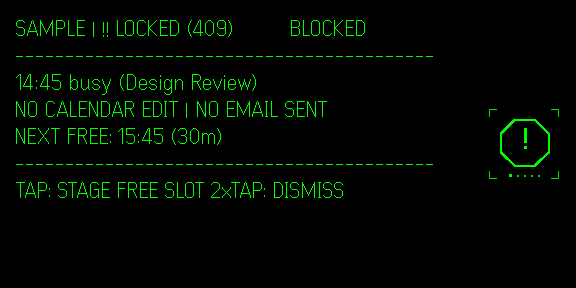 SAMPLE | !! LOCKED (409) BLOCKED
------------------------------------------
14:45 busy (Design Review)
NO CALENDAR EDIT | NO EMAIL SENT
NEXT FREE: 15:45 (30m)
------------------------------------------
TAP: STAGE FREE SLOT 2xTAP: DISMISS
!